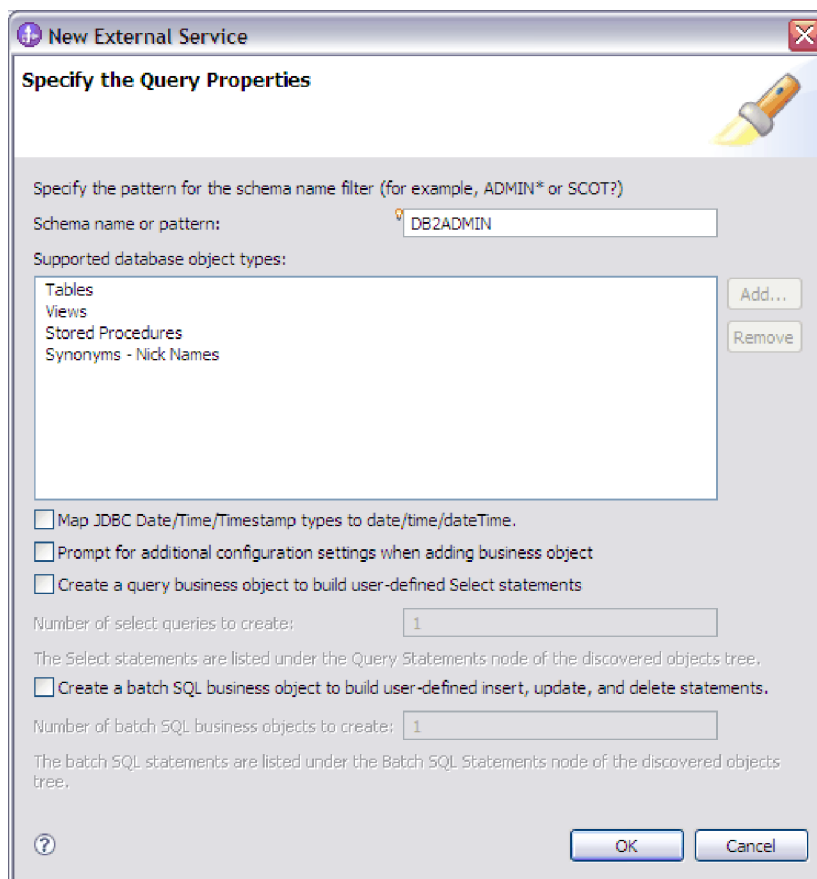 New External Service
Specify the Query Properties
Specify the pattern for the schema name filter (for example, ADMIN* or SCOT?)
Schema name or pattern: DB2ADMIN
Supported database object types:
Tables
Add...
Views
Stored Procedures
Remove
Synonyms - Nick Names
Map JDBC Date/Time/Timestamp types to date/time/dateTime.
Prompt for additional configuration settings when adding business object
Create a query business object to build user-defined Select statements
Number of select queries to create: 1
The Select statements are listed under the Query Statements node of the discovered objects tree.
Create a batch SQL business object to build user-defined insert, update, and delete statements.
Number of batch SQL business objects to create: 1
The batch SQL statements are listed under the Batch SQL Statements node of the discovered objects
tree.
? OK Cancel